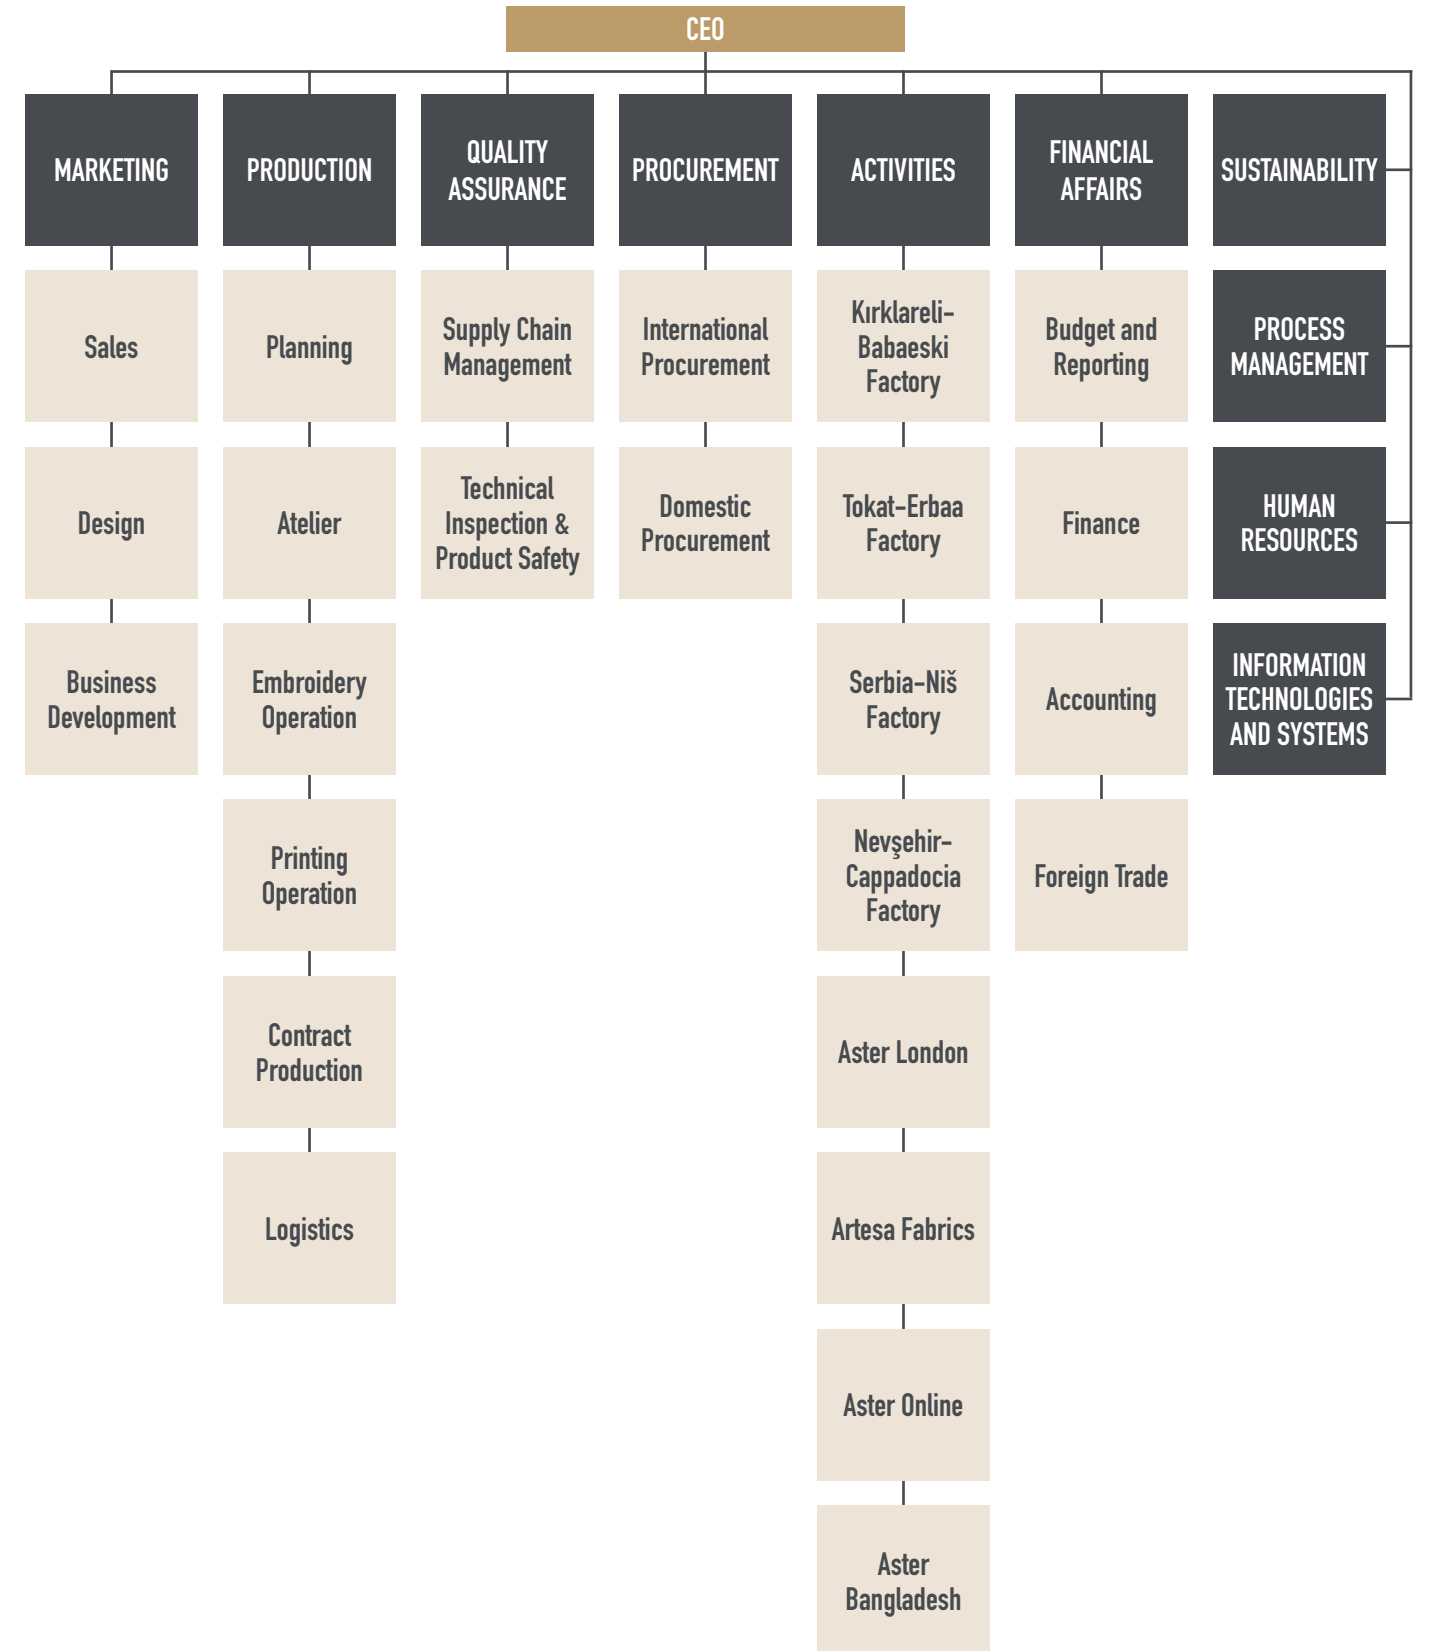 CEO
MARKETING
PRODUCTION
QUALITY
ASSURANCE
PROCUREMENT
ACTIVITIES
FINANCIAL
AFFAIRS
SUSTAINABILITY
Sales
Planning
Supply Chain
Management
International
Procurement
Kırklareli-
Babaeski
Factory
Budget and
Reporting
PROCESS
MANAGEMENT
Design
Atelier
Technical
Inspection &
Product Safety
Domestic
Procurement
Tokat-Erbaa
Factory
Finance
HUMAN
RESOURCES
Business
Development
Embroidery
Operation
Serbia-Niš
Factory
Accounting
INFORMATION
TECHNOLOGIES
AND SYSTEMS
Printing
Operation
Nevşehir-
Cappadocia
Factory
Foreign Trade
Contract
Production
Aster London
Logistics
Artesa Fabrics
Aster Online
Aster
Bangladesh